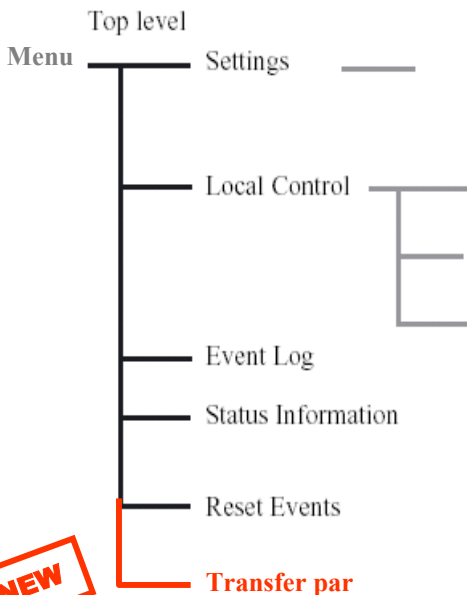 Top level
Menu
Settings
Local Control
Event Log
Status Information
Reset Events
NEW
Transfer par